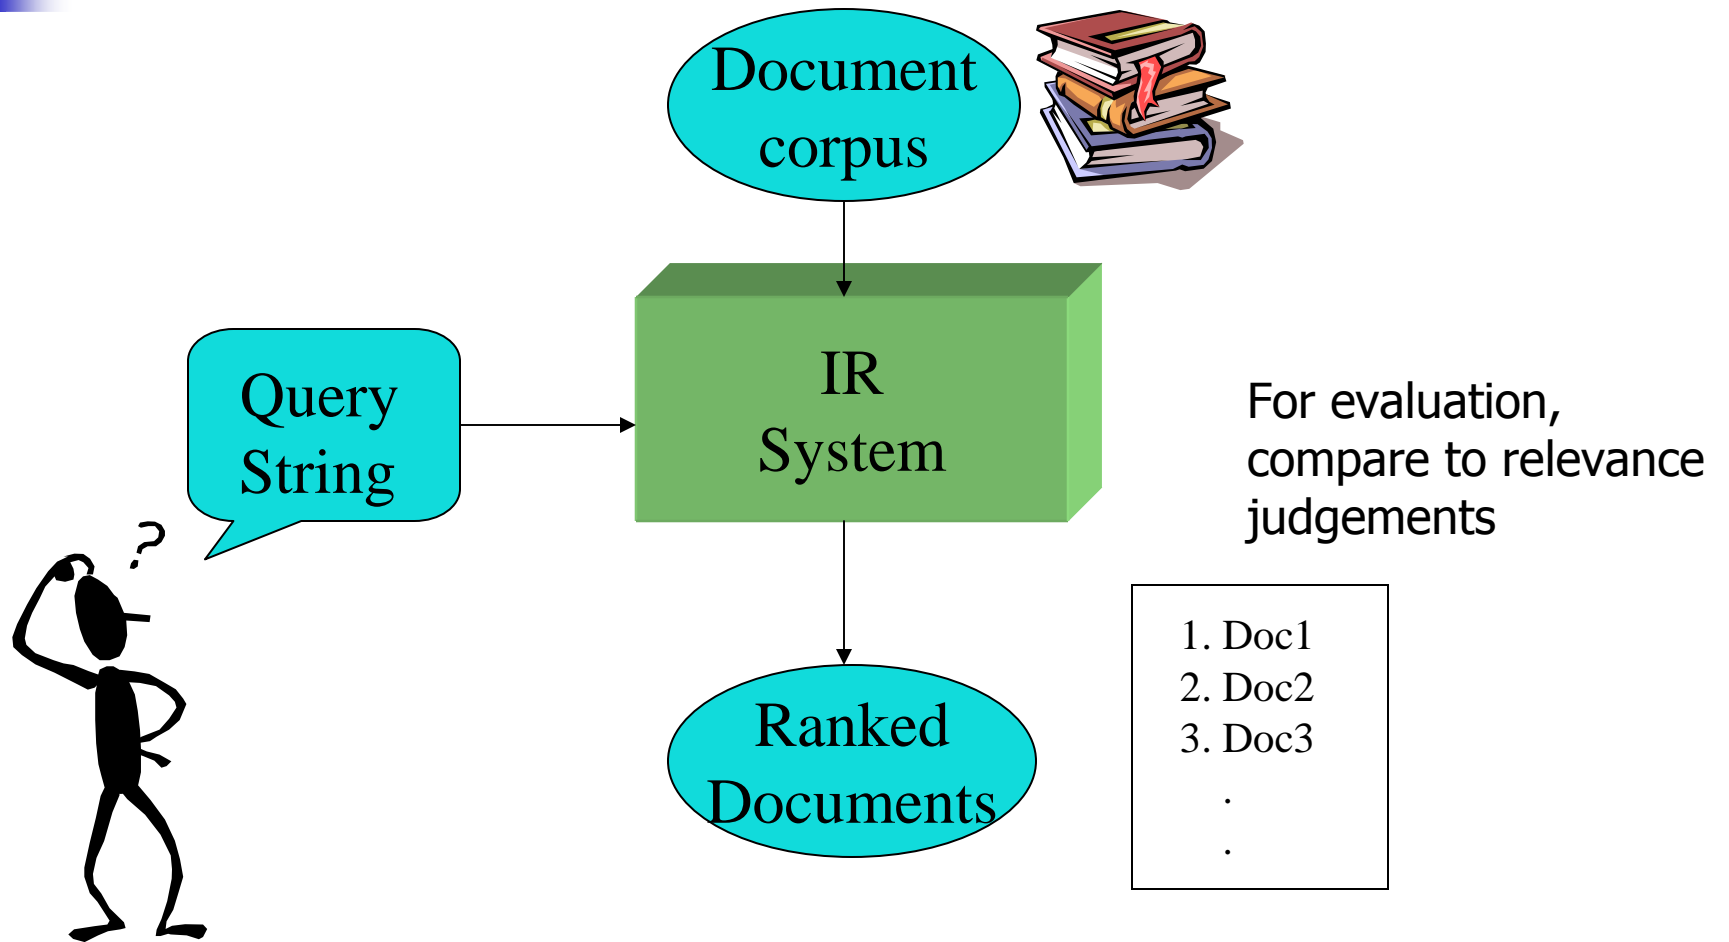 Document
corpus
Query
String
?
IR
System
For evaluation,
compare to relevance
judgements
Ranked
Documents
1. Doc1
2. Doc2
3. Doc3
.
.